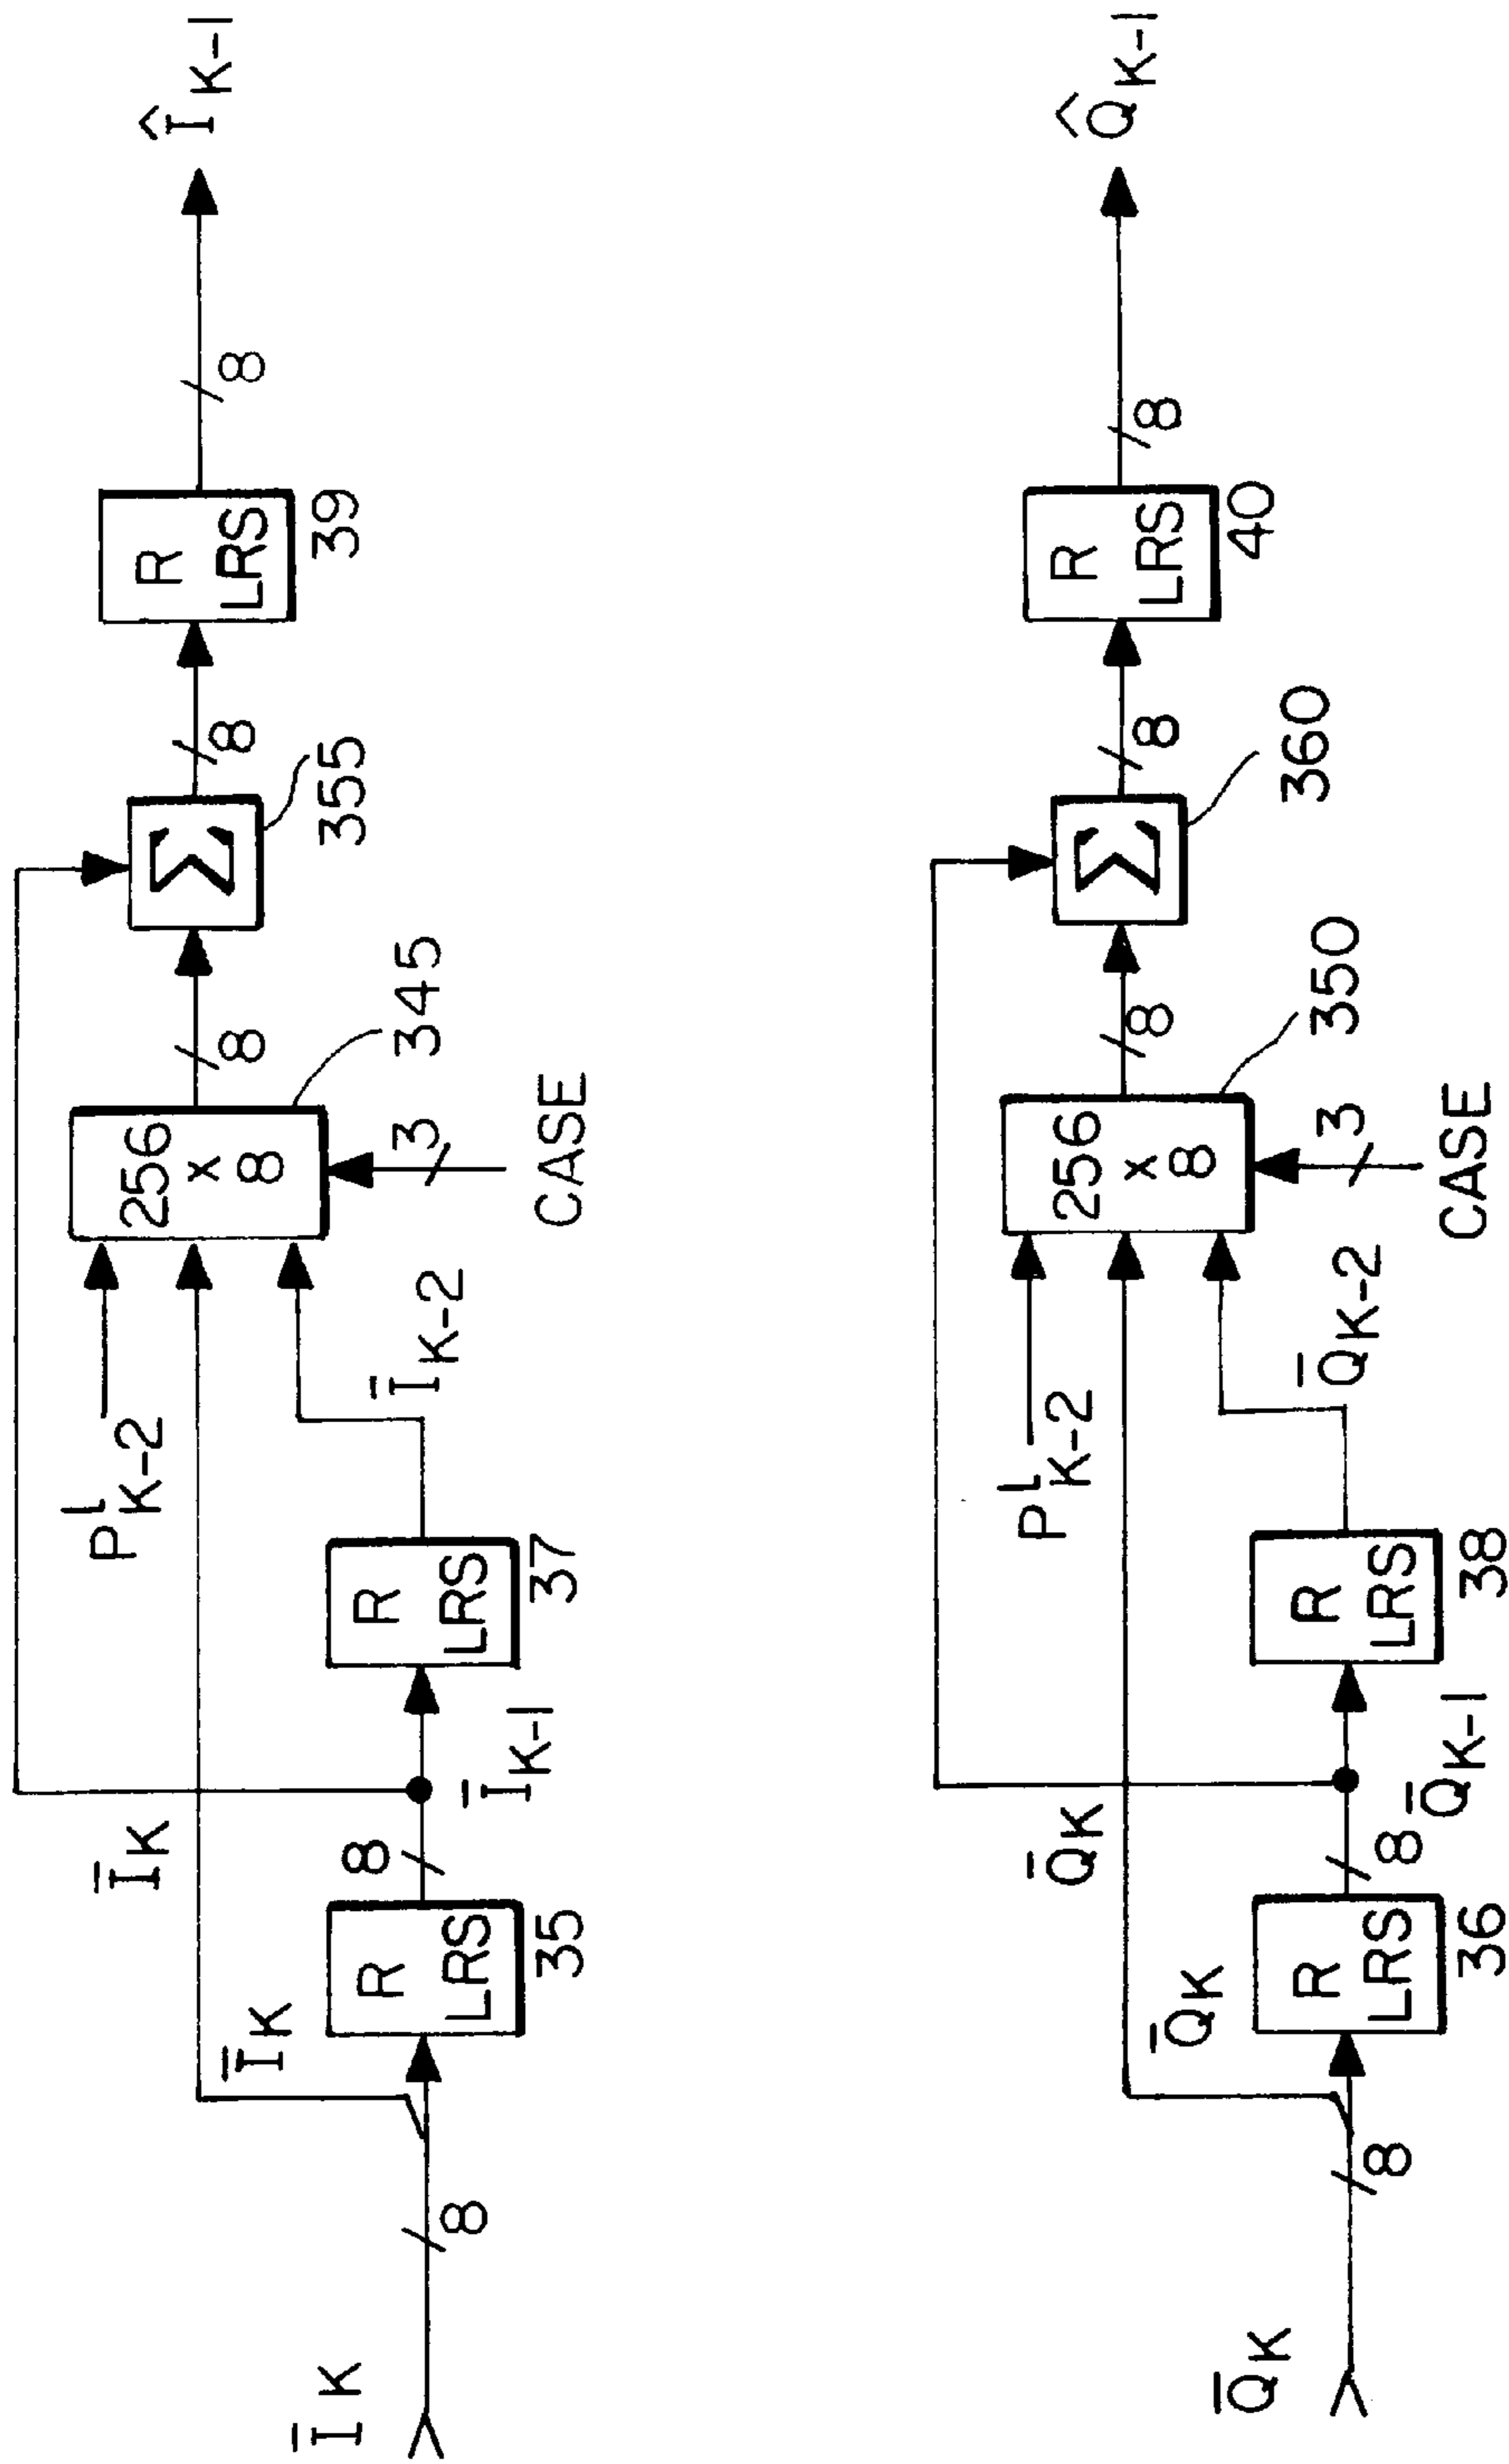 Ī K
8
Ī K
Ī K
R
LRS
35
8
Ī K-1
R
LRS
37
Ī K-2
P L K-2
256
x
8
345
3
CASE
8
Σ
355
8
R
LRS
39
8
Î K-1
Q̄ K
8
Q̄ K
Q̄ K
R
LRS
36
8
Q̄ K-1
R
LRS
38
Q̄ K-2
P L K-2
256
x
8
350
3
CASE
8
Σ
360
8
R
LRS
40
8
Q̂ K-1